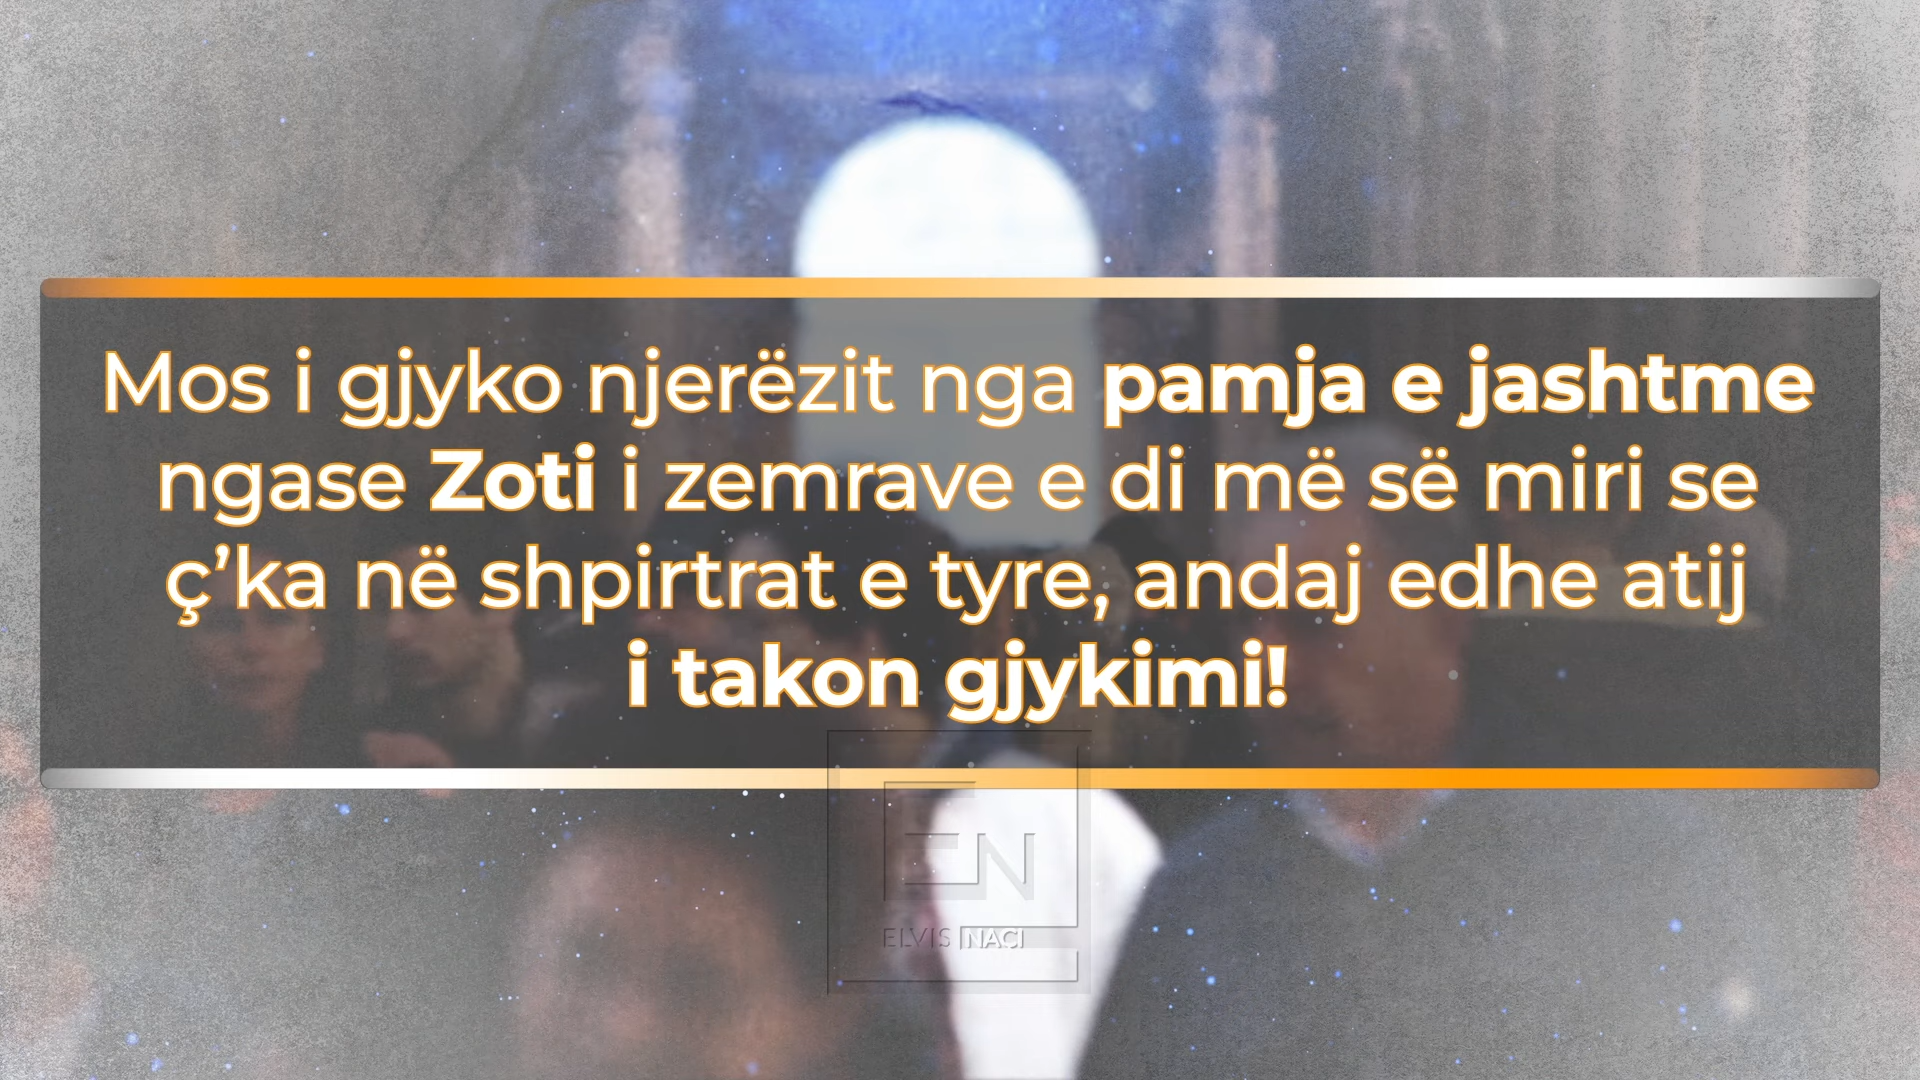 Mos i gjyko njerëzit nga pamja e jashtme
ngase Zoti i zemrave e di më së miri se
ç’ka në shpirtrat e tyre, andaj edhe atij
i takon gjykimi!
EN
ELVIS NACI